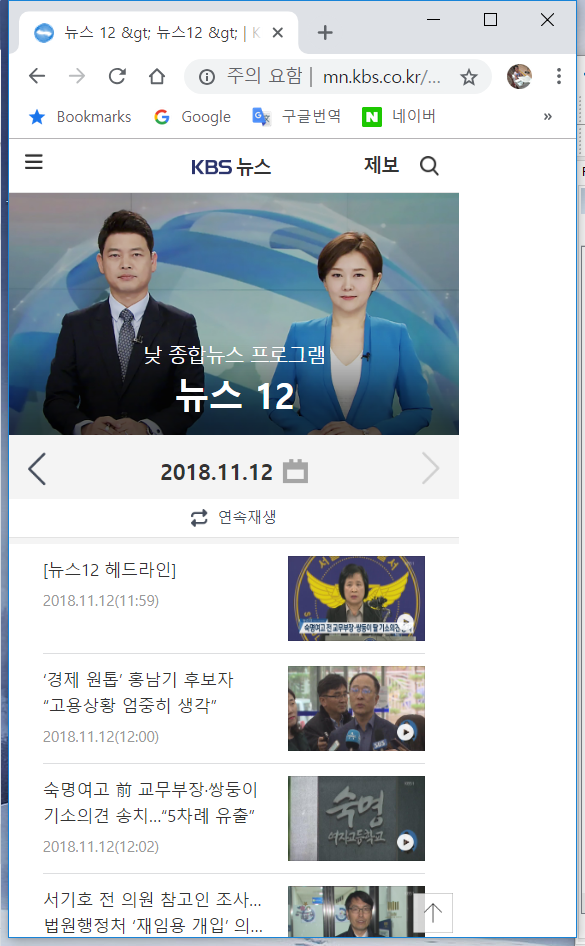 뉴스 12 &gt; 뉴스12 &gt; | K
주의 요함 | mn.kbs.co.kr/...
Bookmarks Google 구글번역 네이버 »
KBS 뉴스 제보
낮 종합뉴스 프로그램
뉴스 12
2018.11.12
연속재생
[뉴스12 헤드라인]
2018.11.12(11:59)
숙명여고 전 교무부장·쌍둥이 딸 기소의견
‘경제 원톱’ 홍남기 후보자
“고용상황 엄중히 생각”
2018.11.12(12:00)
숙명여고 前 교무부장·쌍둥이
기소의견 송치…“5차례 유출”
2018.11.12(12:02)
숙명
여자고등학교
서기호 전 의원 참고인 조사…
법원행정처 ‘재임용 개입’ 의…